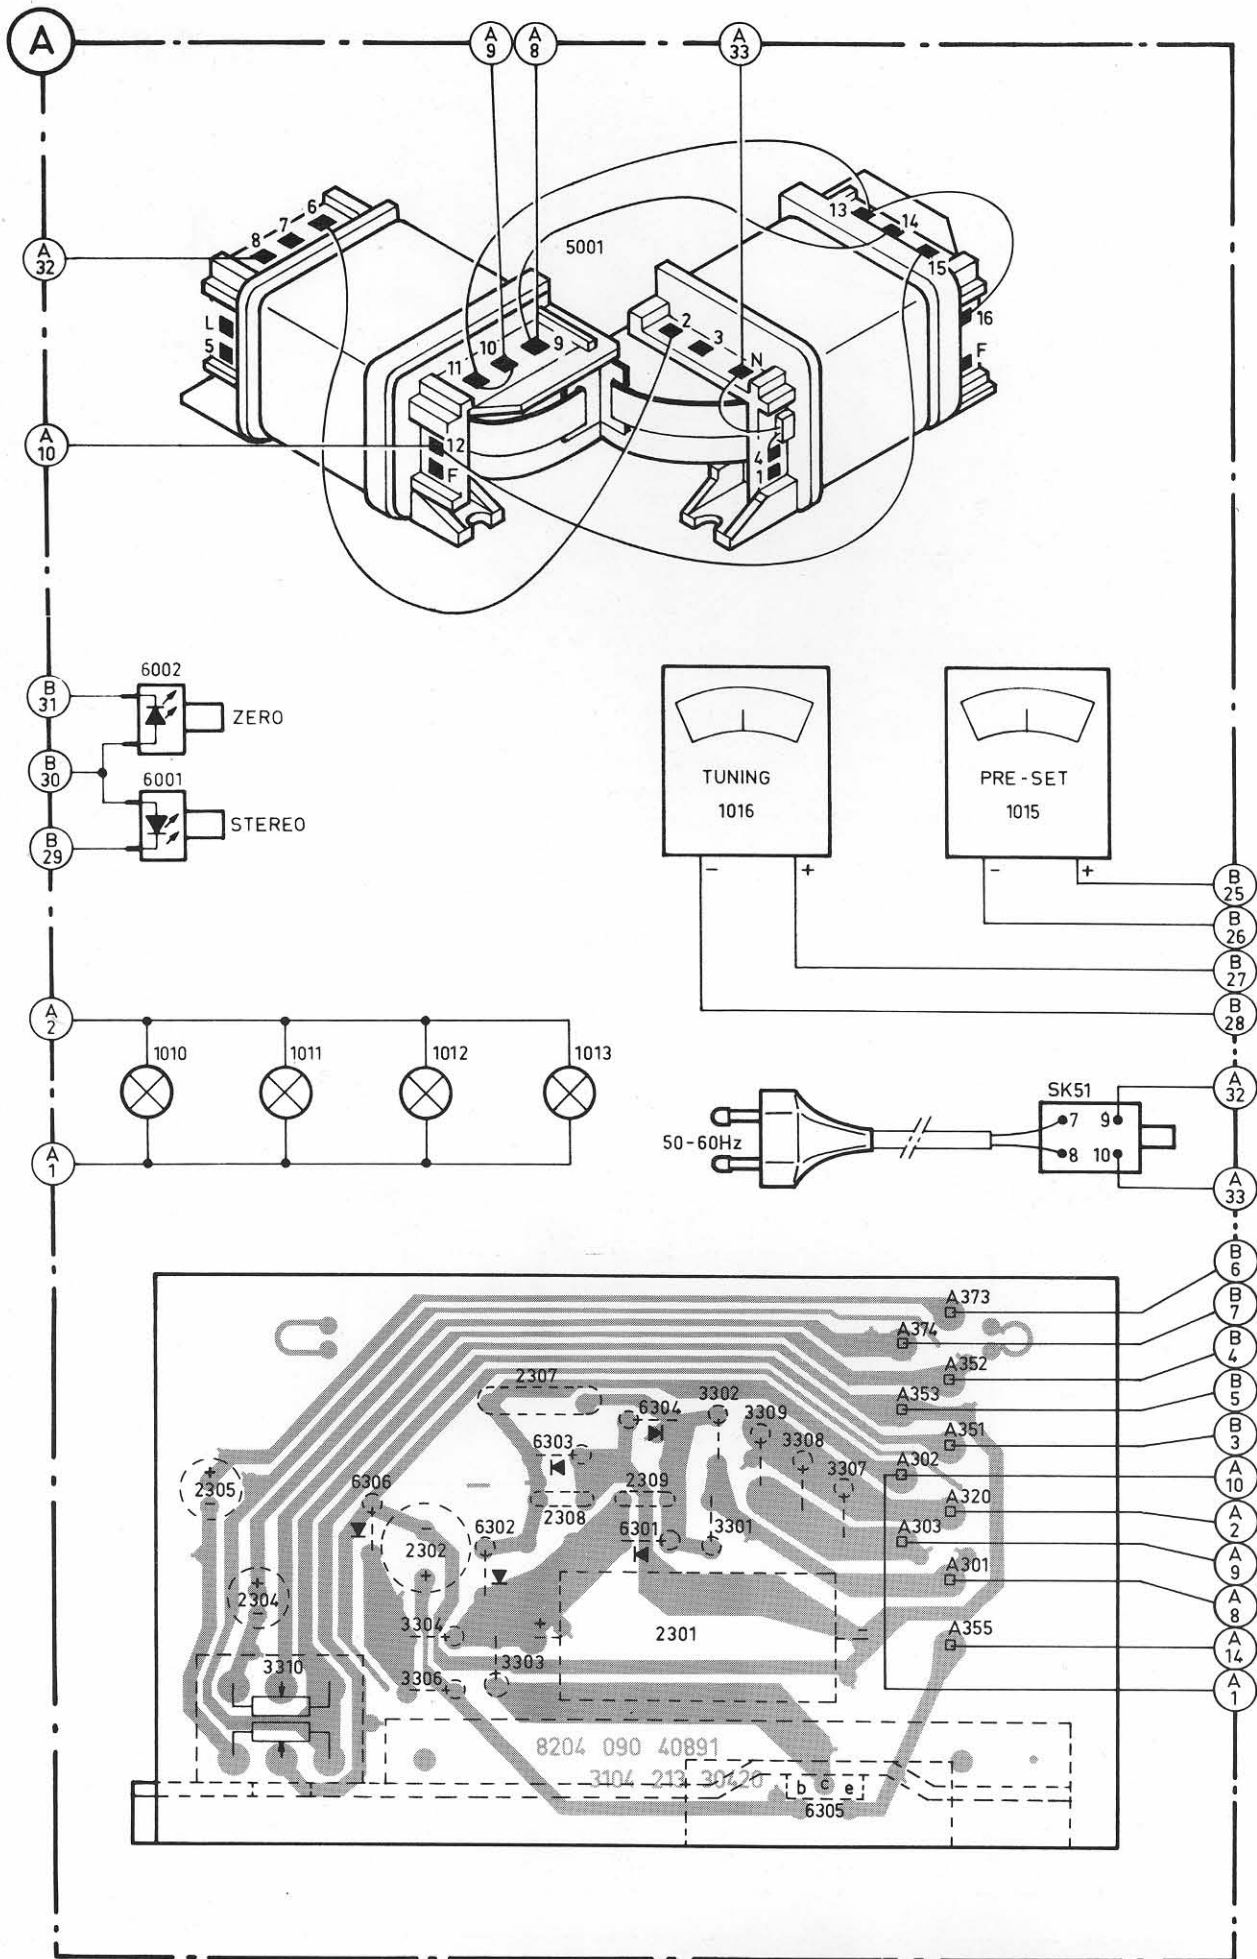 A
A 9
A 8
A 33
6
7
8
5001
13
14
15
16
F
A 32
L
5
2
3
N
9
10
11
A 10
12
F
4
1
B 31
6002
ZERO
B 30
6001
STEREO
B 29
TUNING
1016
- +
PRE-SET
1015
- +
B 25
B 26
B 27
B 28
A 2
1010
1011
1012
1013
A 1
50-60Hz
SK51
7 9
8 10
A 32
A 33
B 6
B 7
B 4
B 5
B 3
A 10
A 2
A 9
A 8
A 14
A 1
A373
A374
A352
A353
A351
A302
A320
A303
A301
A355
2307
3302
6304
3309
6303
3308
3307
+
2305
-
6306
2309
2308
6302
-
2302
+
6301
3301
+
2304
-
3304
+
2301
-
3303
3310
3306
8204 090 40891
3104 213 30420
b c e
6305